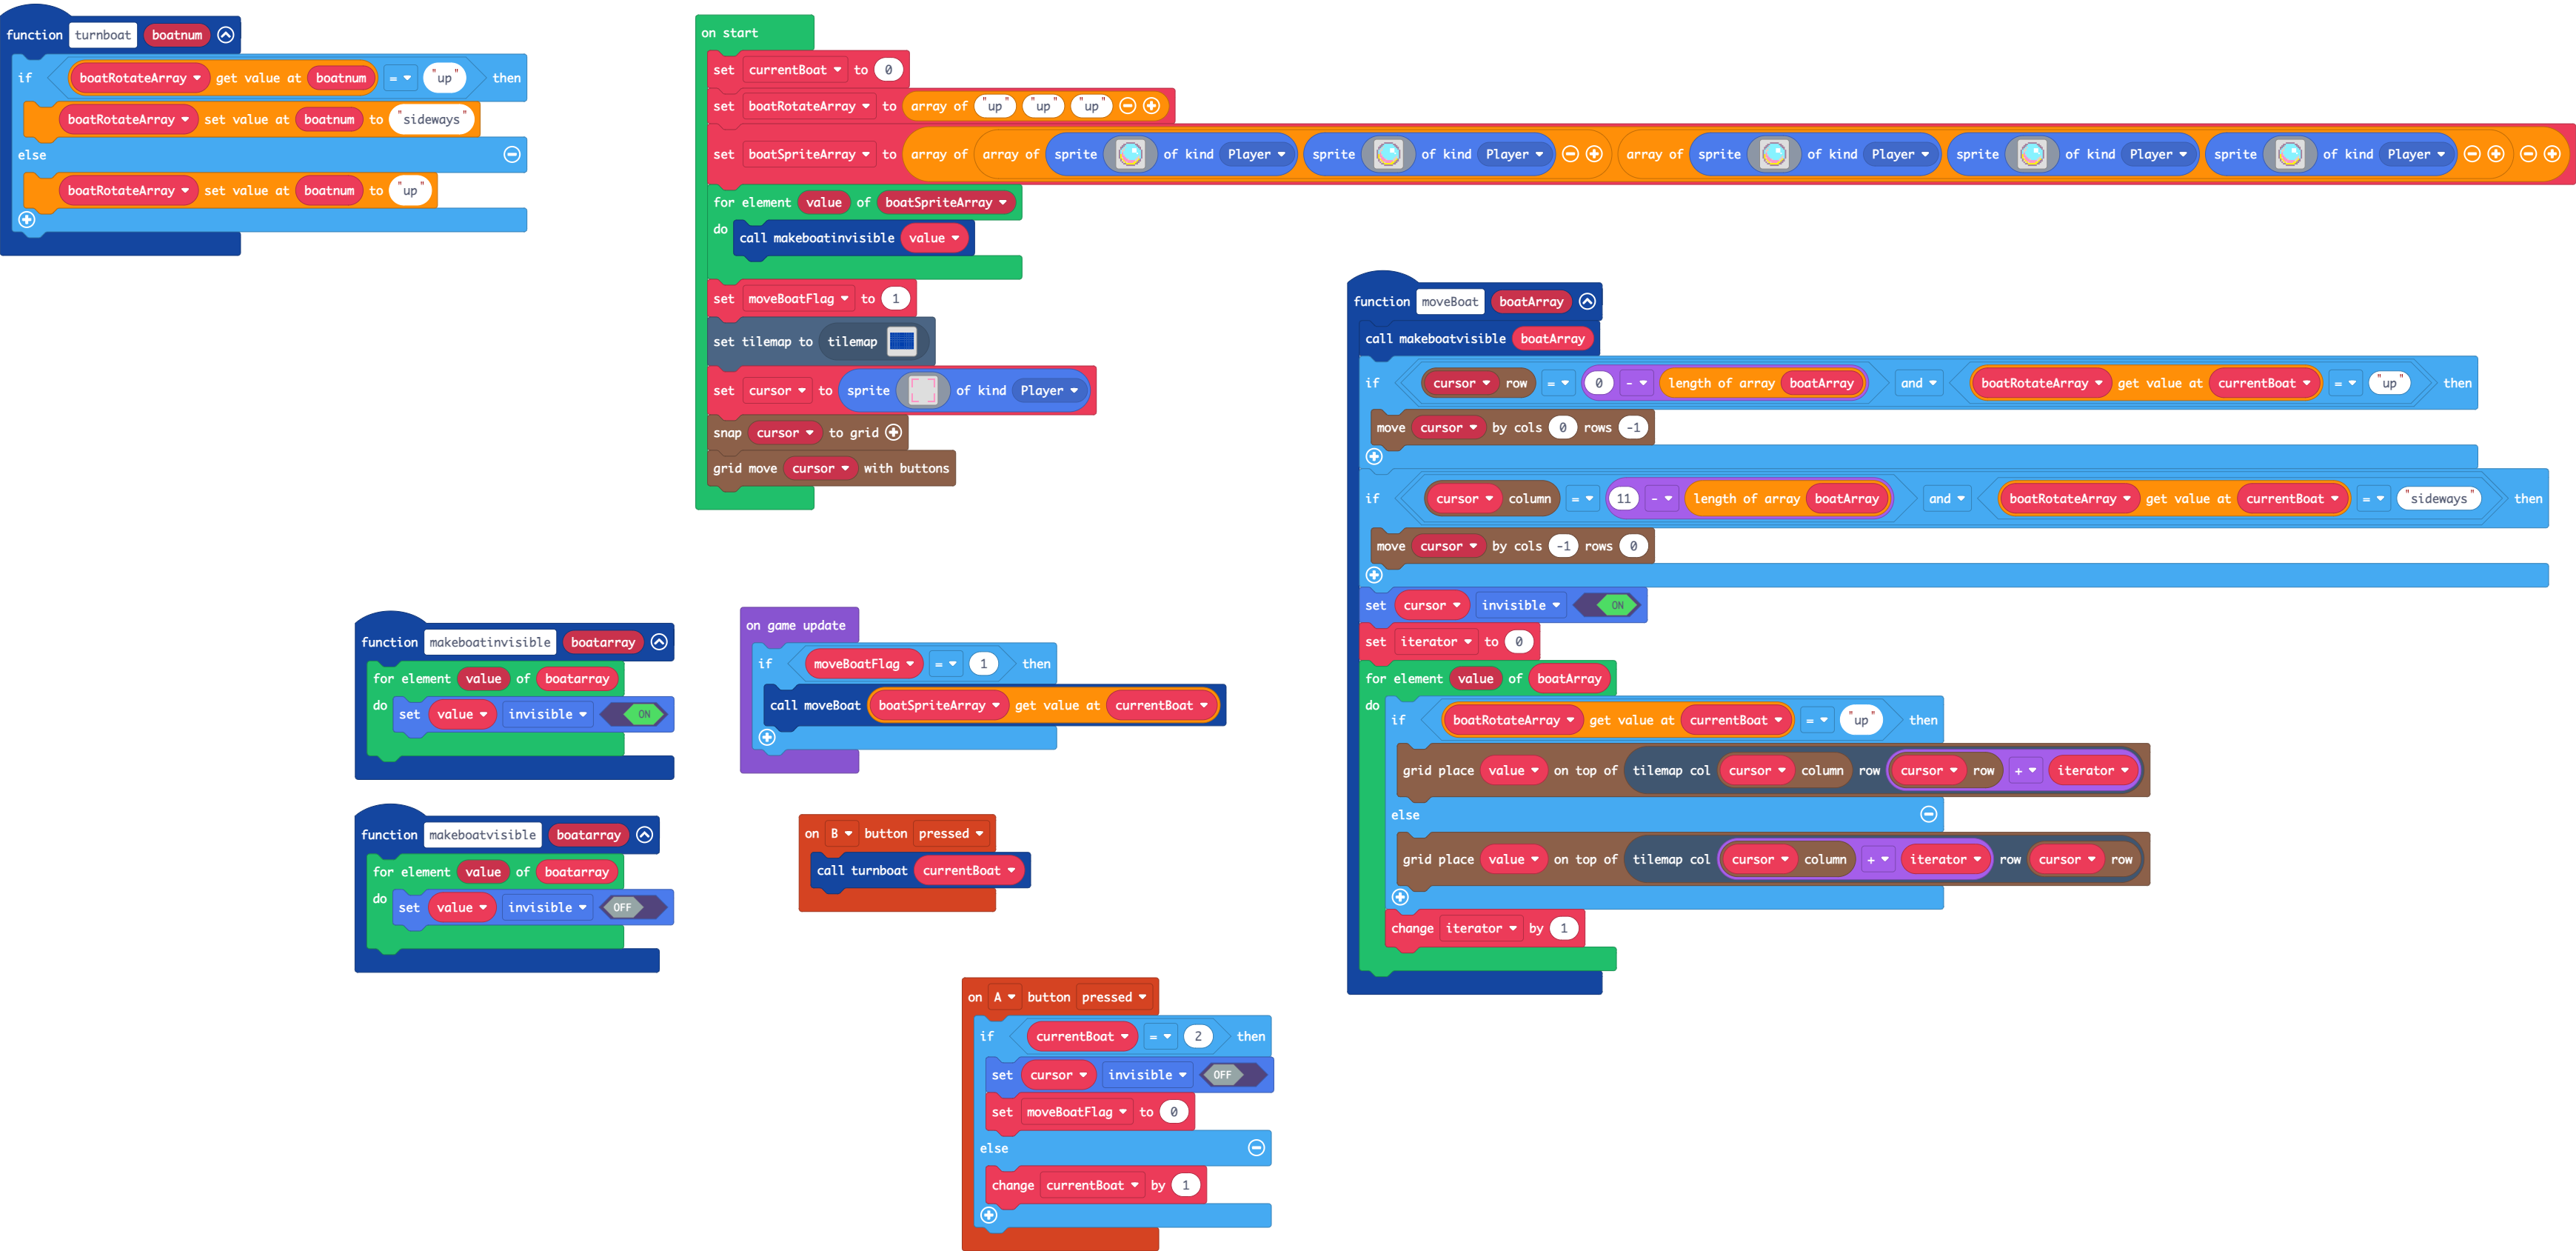 function turnboat boatnum
if boatRotateArray get value at boatnum = "up" then
boatRotateArray set value at boatnum to "sideways"
else
boatRotateArray set value at boatnum to "up"
on start
set currentBoat to 0
set boatRotateArray to array of "up" "up" "up"
set boatSpriteArray to array of array of sprite of kind Player sprite of kind Player array of sprite of kind Player sprite of kind Player sprite of kind Player
for element value of boatSpriteArray
do call makeboatinvisible value
set moveBoatFlag to 1
set tilemap to tilemap
set cursor to sprite of kind Player
snap cursor to grid
grid move cursor with buttons
function moveBoat boatArray
call makeboatvisible boatArray
if cursor row = 0 - length of array boatArray and boatRotateArray get value at currentBoat = "up" then
move cursor by cols 0 rows -1
if cursor column = 11 - length of array boatArray and boatRotateArray get value at currentBoat = "sideways" then
move cursor by cols -1 rows 0
set cursor invisible ON
set iterator to 0
for element value of boatArray
do if boatRotateArray get value at currentBoat = "up" then
grid place value on top of tilemap col cursor column row cursor row + iterator
else
grid place value on top of tilemap col cursor column + iterator row cursor row
change iterator by 1
function makeboatinvisible boatarray
for element value of boatarray
do set value invisible ON
function makeboatvisible boatarray
for element value of boatarray
do set value invisible OFF
on game update
if moveBoatFlag = 1 then
call moveBoat boatSpriteArray get value at currentBoat
on B button pressed
call turnboat currentBoat
on A button pressed
if currentBoat = 2 then
set cursor invisible OFF
set moveBoatFlag to 0
else
change currentBoat by 1